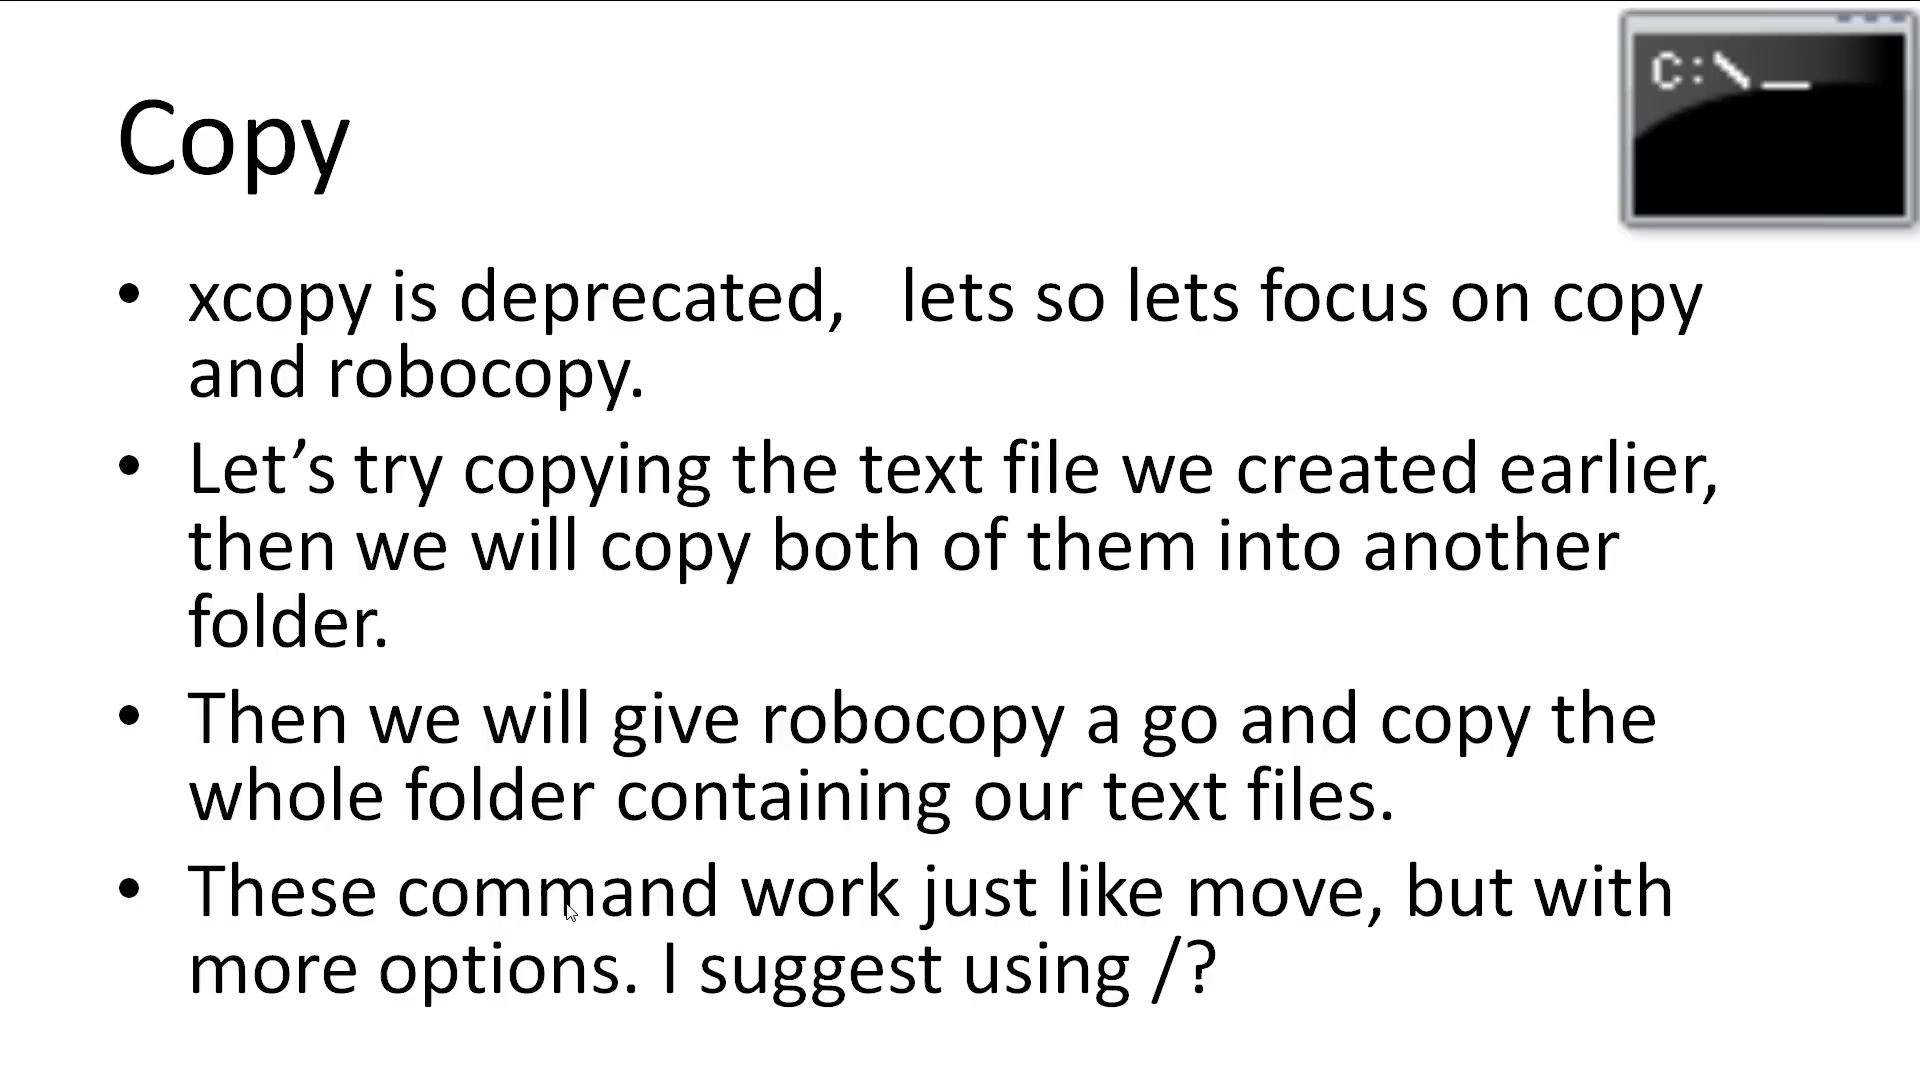 C:\_
Copy
• xcopy is deprecated,   lets so lets focus on copy
and robocopy.
• Let’s try copying the text file we created earlier,
then we will copy both of them into another
folder.
• Then we will give robocopy a go and copy the
whole folder containing our text files.
• These command work just like move, but with
more options. I suggest using /?